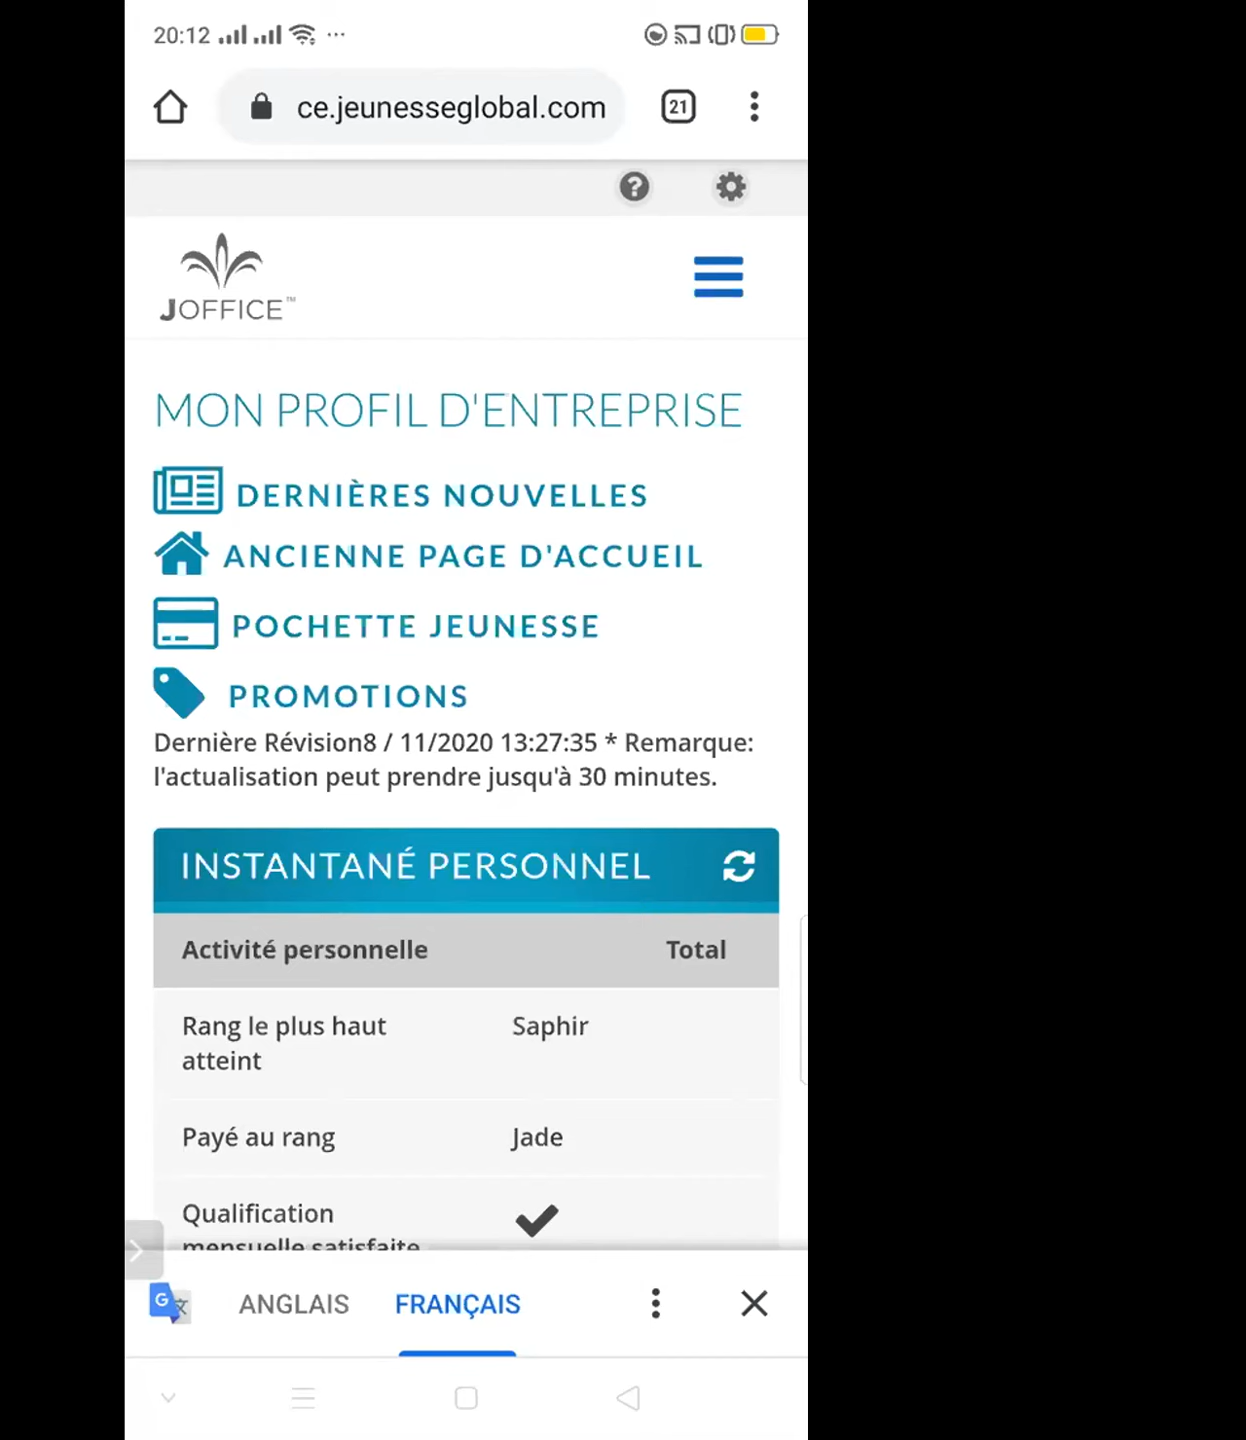 20:12
ce.jeunesseglobal.com
21
JOFFICE™
MON PROFIL D'ENTREPRISE
DERNIÈRES NOUVELLES
ANCIENNE PAGE D'ACCUEIL
POCHETTE JEUNESSE
PROMOTIONS
Dernière Révision8 / 11/2020 13:27:35 * Remarque:
l'actualisation peut prendre jusqu'à 30 minutes.
INSTANTANÉ PERSONNEL
Activité personnelle Total
Rang le plus haut Saphir
atteint
Payé au rang Jade
Qualification
mensuelle satisfaite
ANGLAIS FRANÇAIS